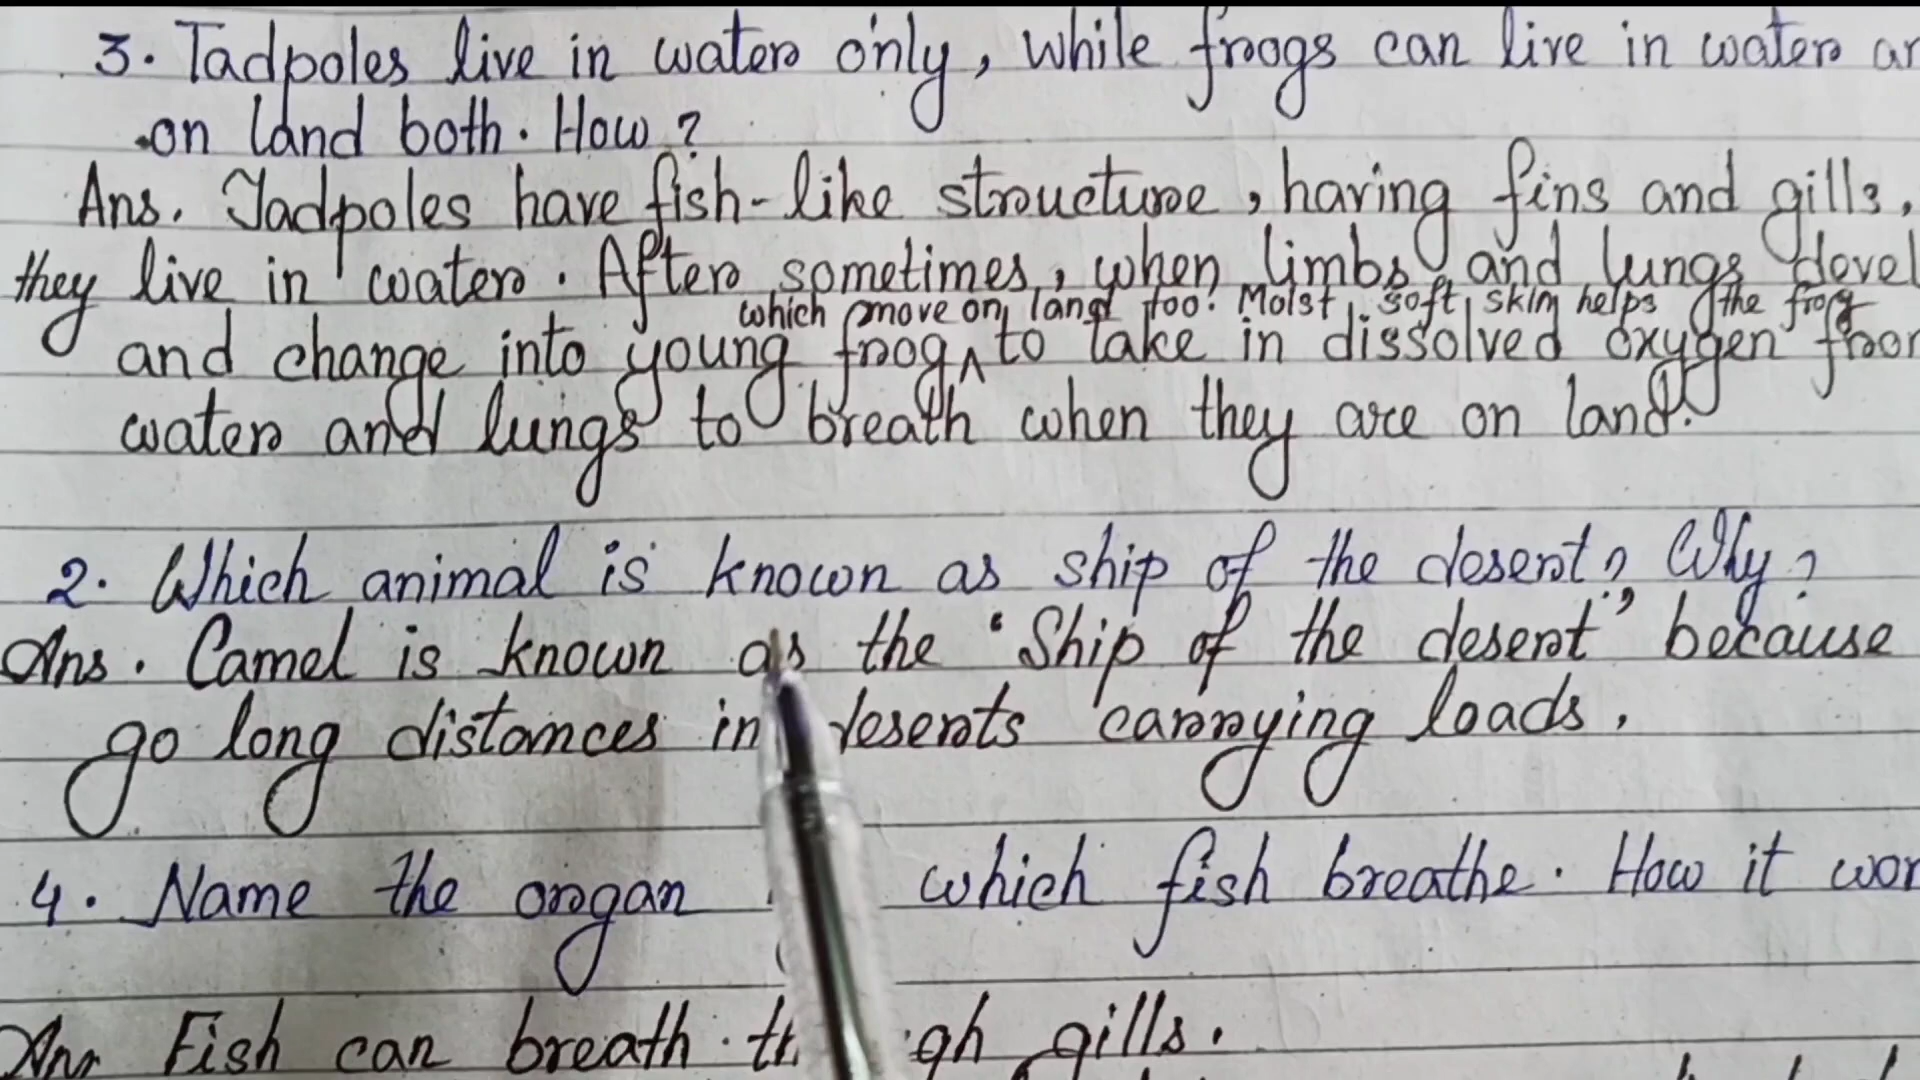 3. Tadpoles live in water only, while frogs can live in water
on land both. How?
Ans. Tadpoles have fish-like structure, having fins and gills,
they live in water. After sometimes, when limbs and lungs devel
which move on land too. Moist, soft, skin helps the frog
and change into young frog ^ to take in dissolved oxygen from
water and lungs to breath when they are on land.
2. Which animal is known as ship of the desert? Why?
Ans. Camel is known as the 'Ship of the desert', because
go long distances in deserts carrying loads.
4. Name the organ which fish breathe. How it wor
Ans Fish can breath through gills.